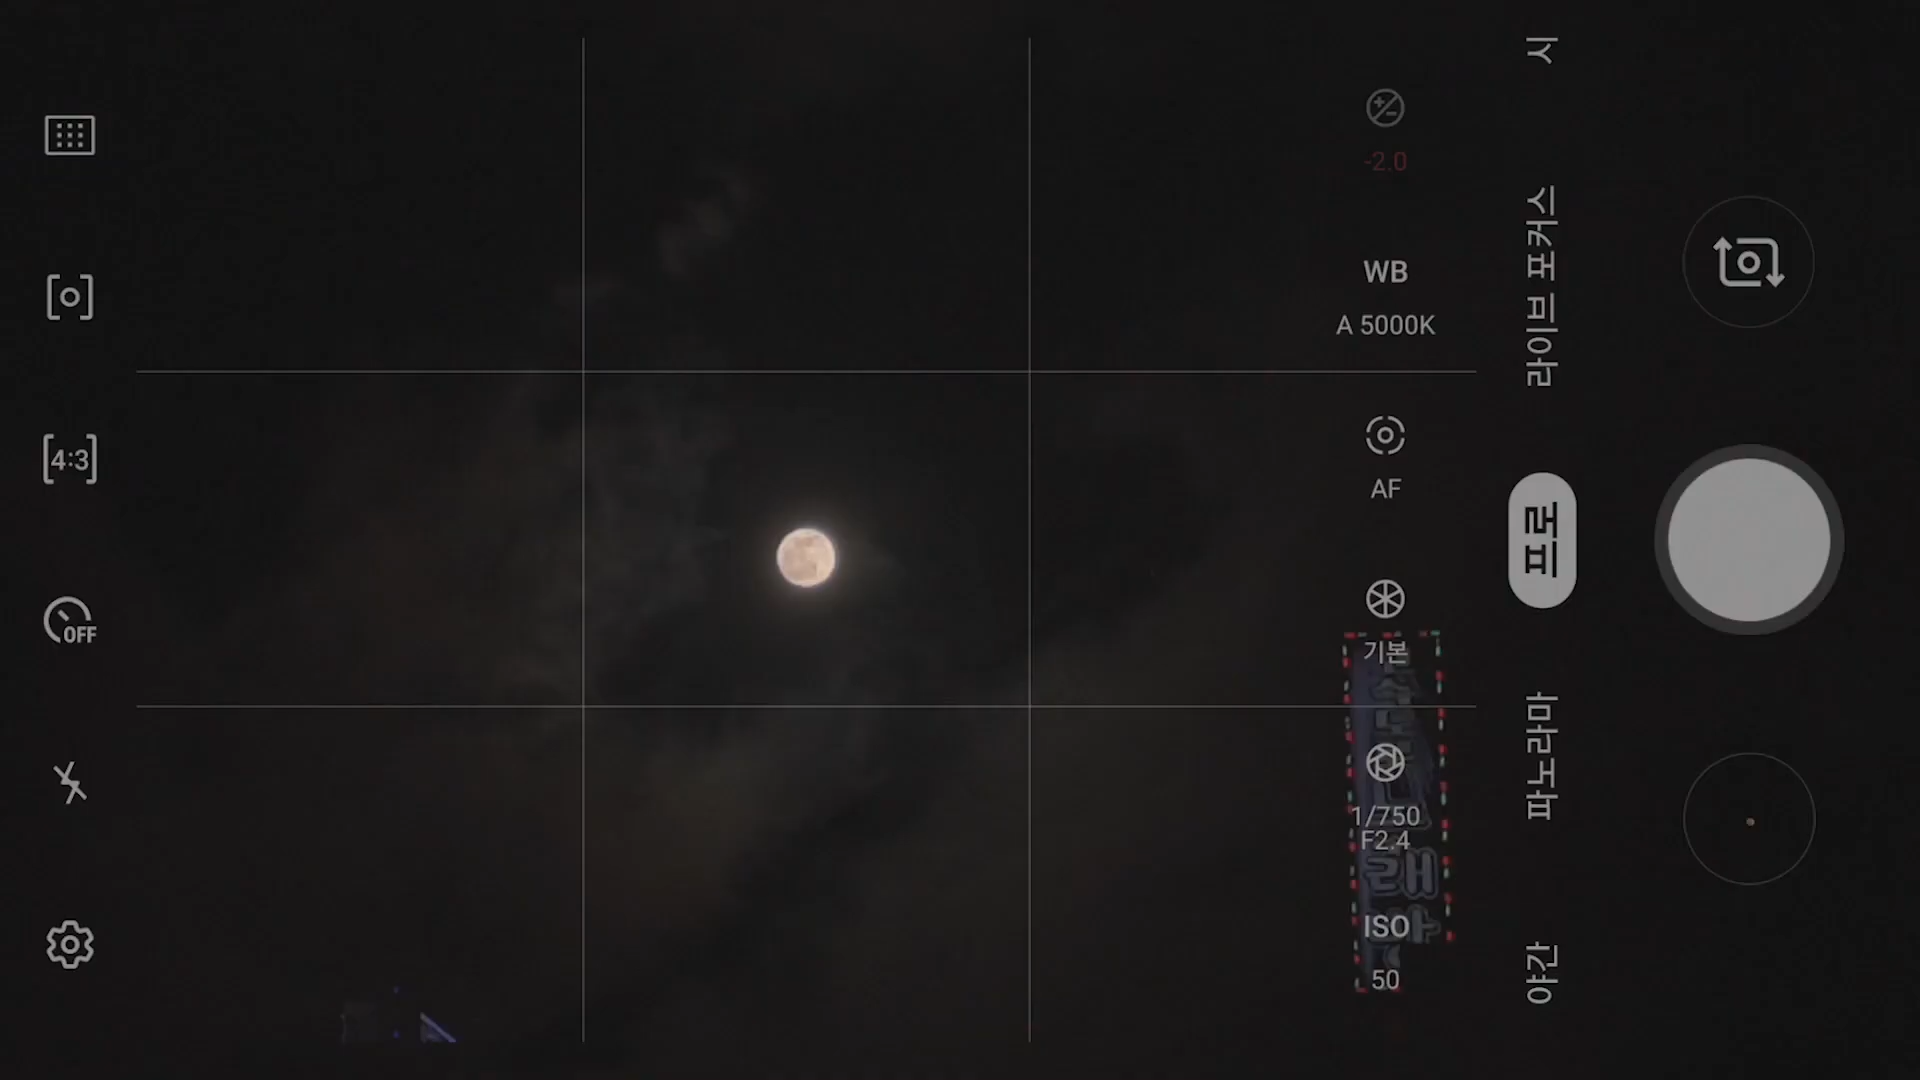 4:3
OFF
-2.0
WB
A 5000K
AF
기본
1/750
F2.4
ISO
50
래
시
라이브 포커스
프로
파노라마
야간